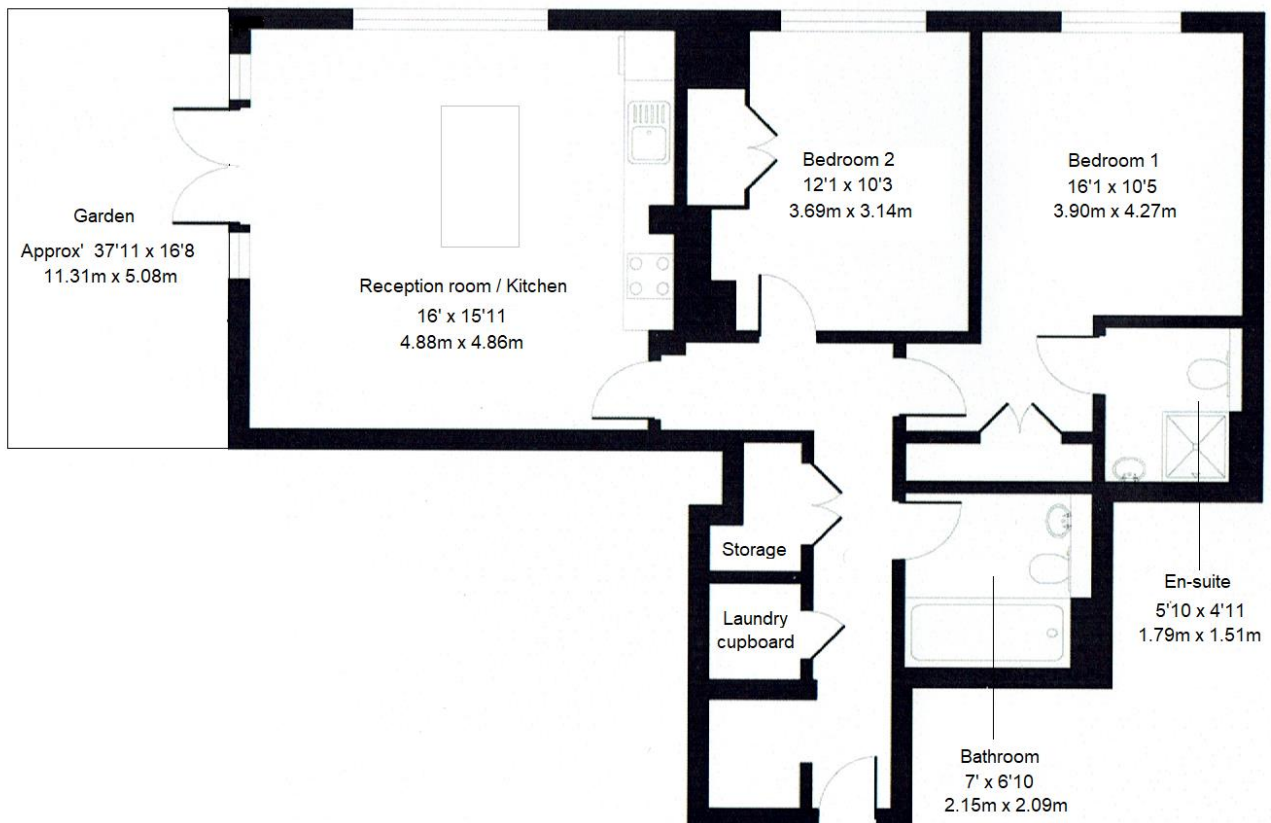 Garden
Approx' 37'11 x 16'8
11.31m x 5.08m
Reception room / Kitchen
16' x 15'11
4.88m x 4.86m
Bedroom 2
12'1 x 10'3
3.69m x 3.14m
Bedroom 1
16'1 x 10'5
3.90m x 4.27m
Storage
Laundry
cupboard
En-suite
5'10 x 4'11
1.79m x 1.51m
Bathroom
7' x 6'10
2.15m x 2.09m